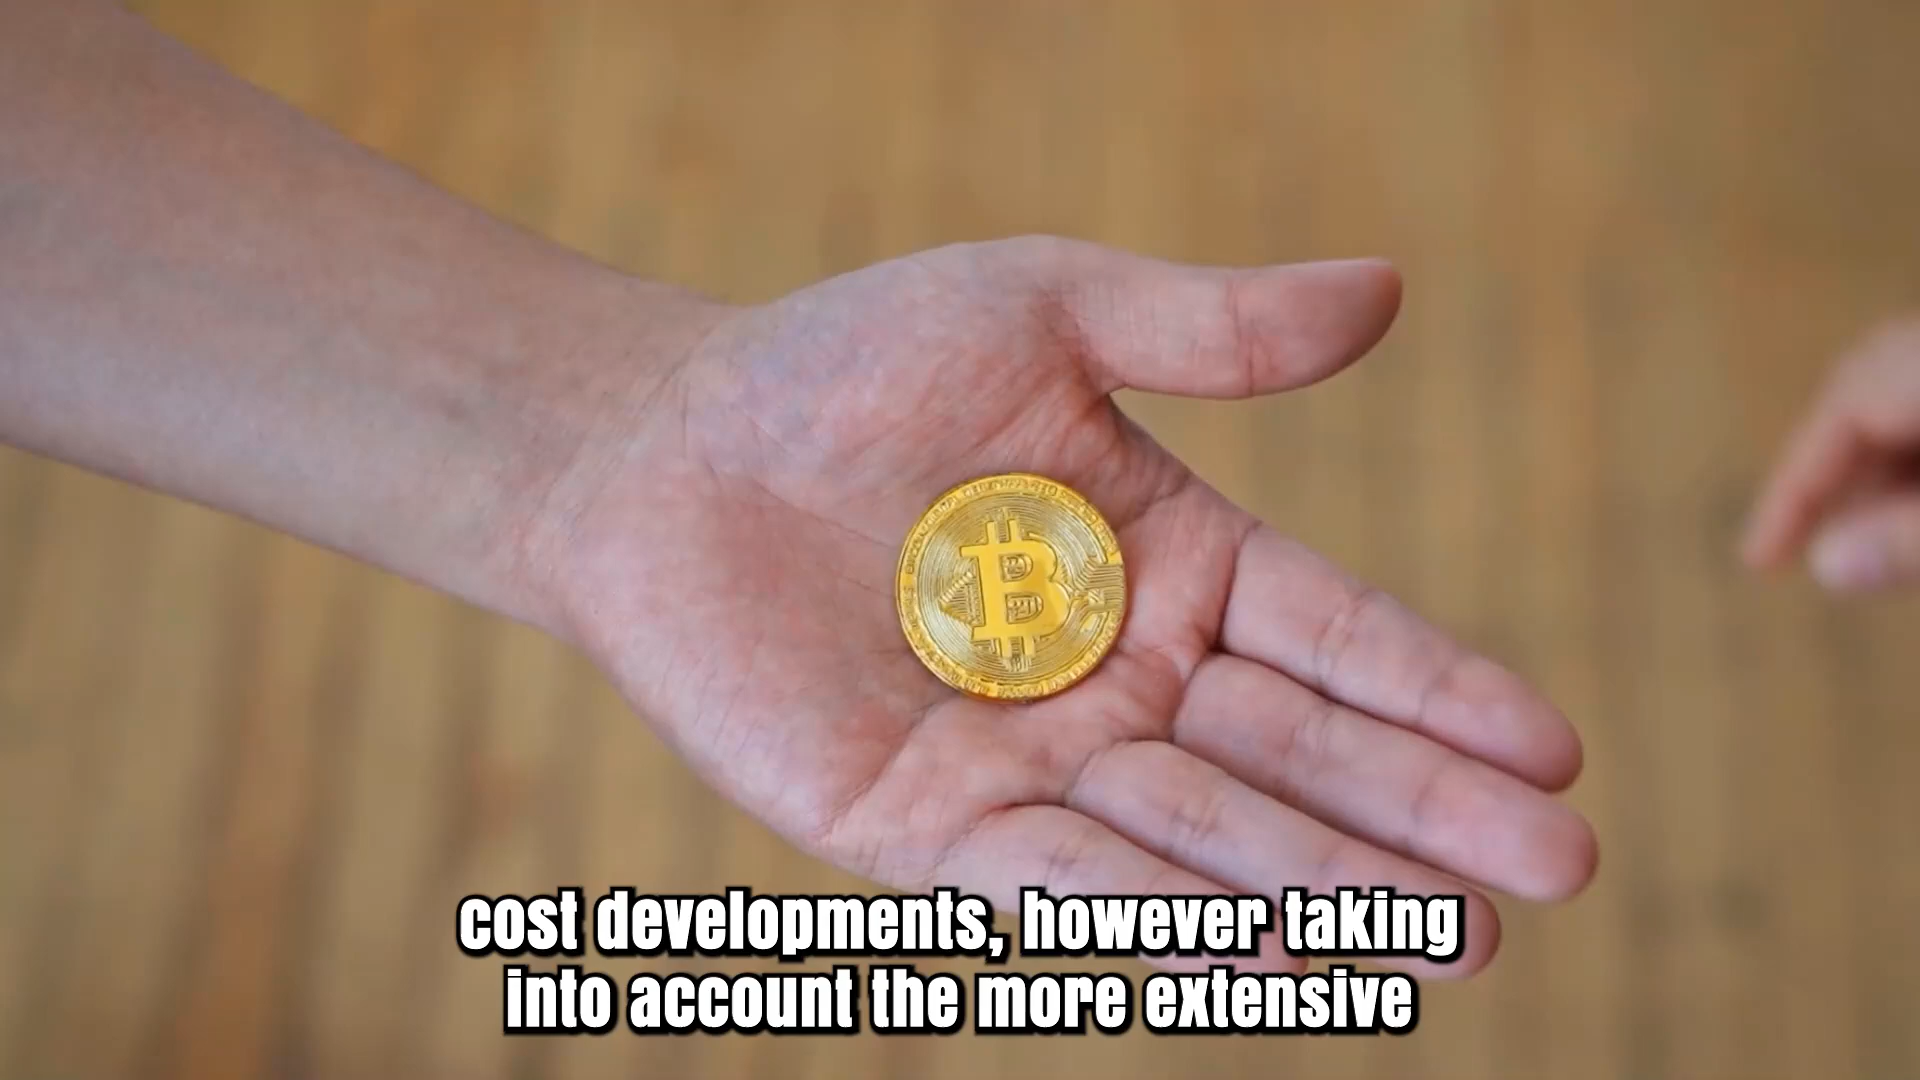 cost developments, however taking
into account the more extensive
B